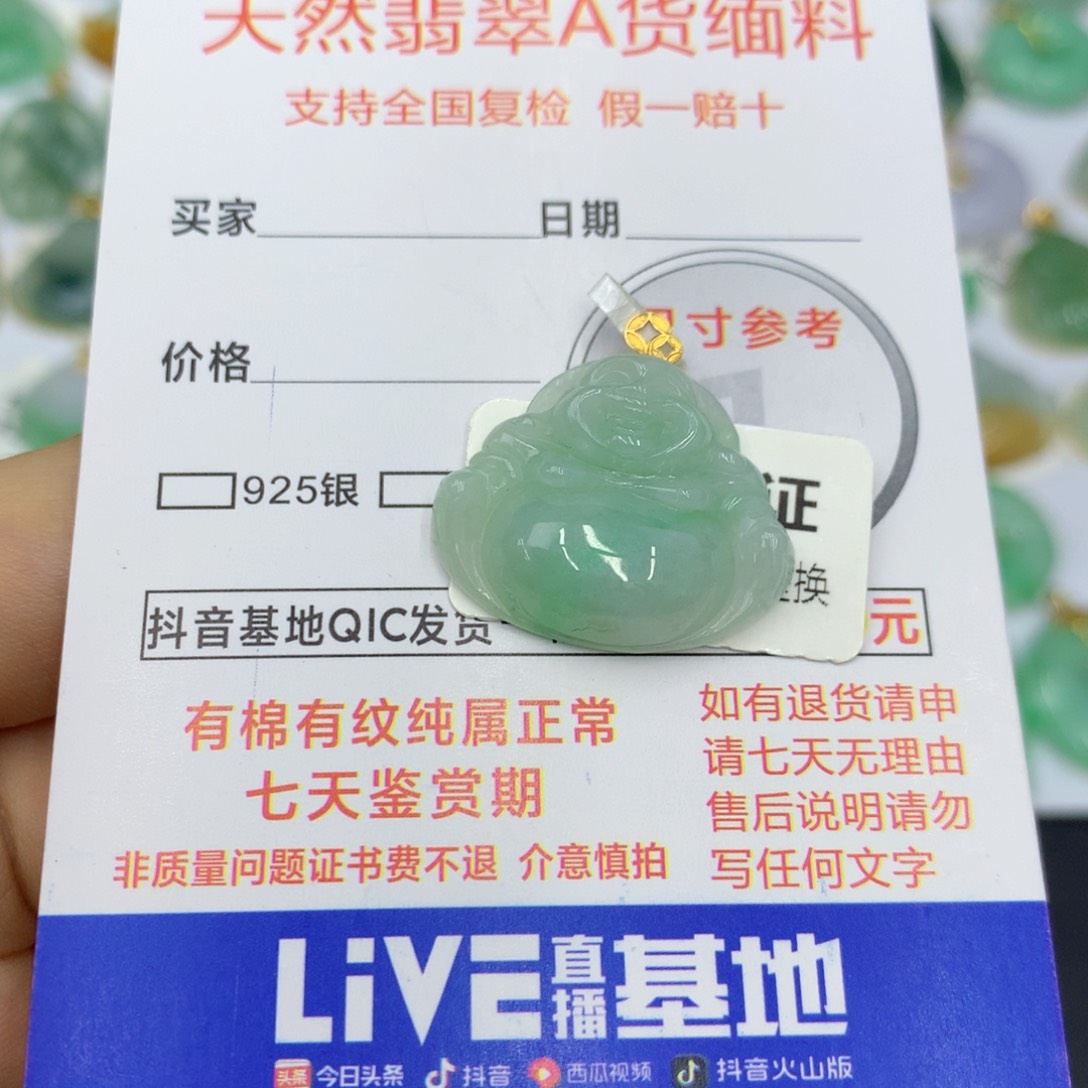 天然翡翠A货缅料
支持全国复检 假一赔十
买家 日期
寸参考
价格
925银
证
换
抖音基地QIC发货
元
有棉有纹纯属正常
七天鉴赏期
非质量问题证书费不退 介意慎拍
如有退货请申
请七天无理由
售后说明请勿
写任何文字
LiVE直播基地
头条 今日头条 抖音 西瓜视频 抖音火山版